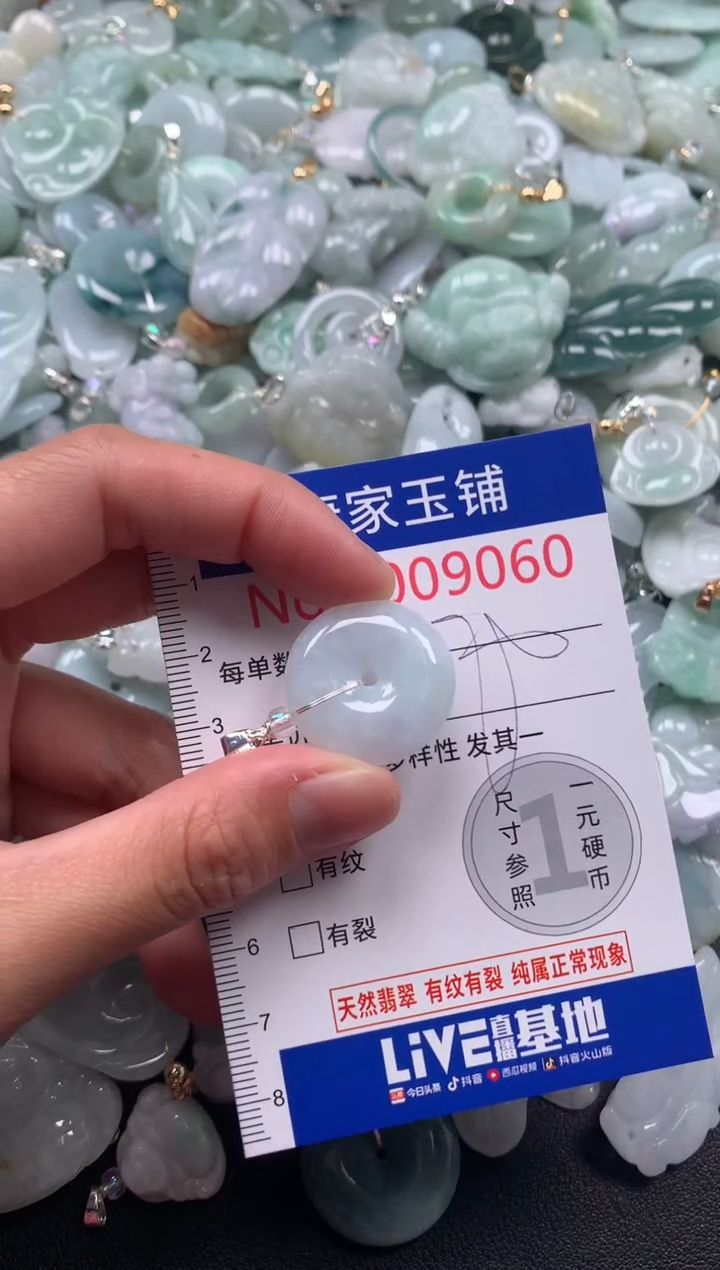 家玉铺
009060
每单数
样性 发其一
尺寸参照
1
一元硬币
有纹
有裂
天然翡翠 有纹有裂 纯属正常现象
LiVE直播基地
今日头条 抖音 西瓜视频 抖音火山版
1
2
3
6
7
8